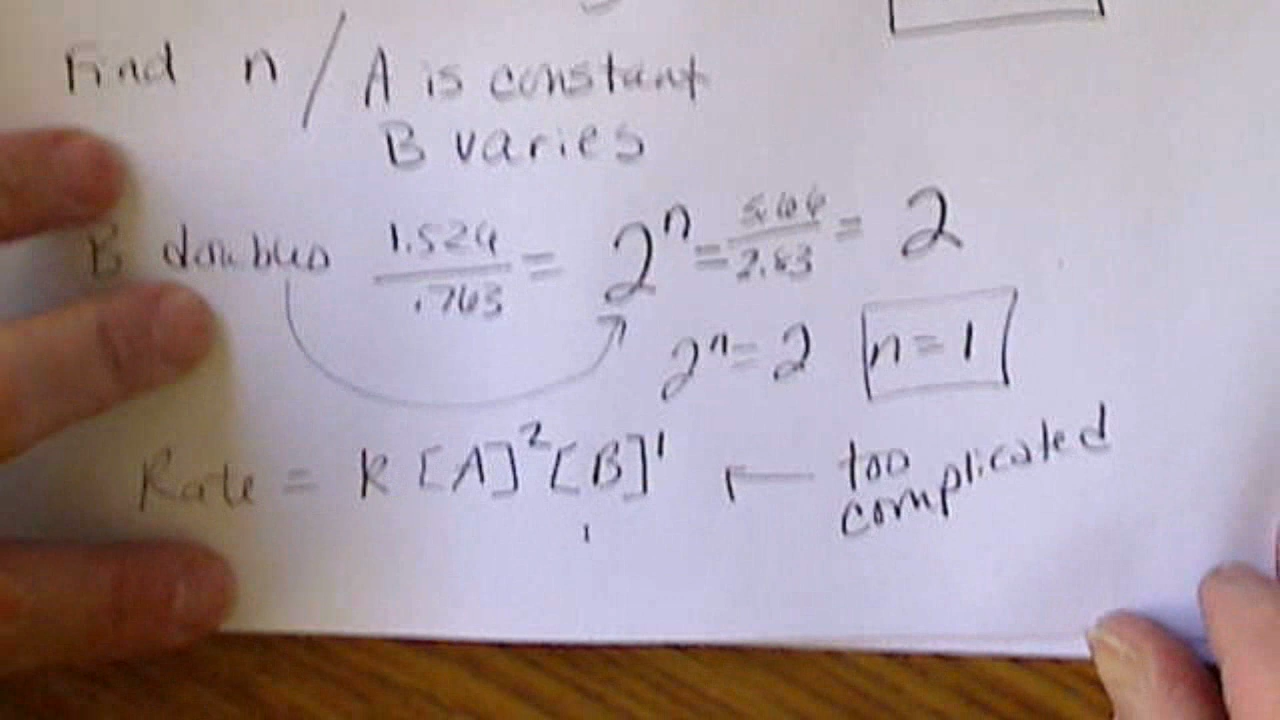 Find n / A is constant
B varies
B doubles 1.524 / .763 = 2^n = 5.66 / 2.83 = 2
2^n = 2 n = 1
Rate = k [A]^2 [B]^1 ← too
complicated